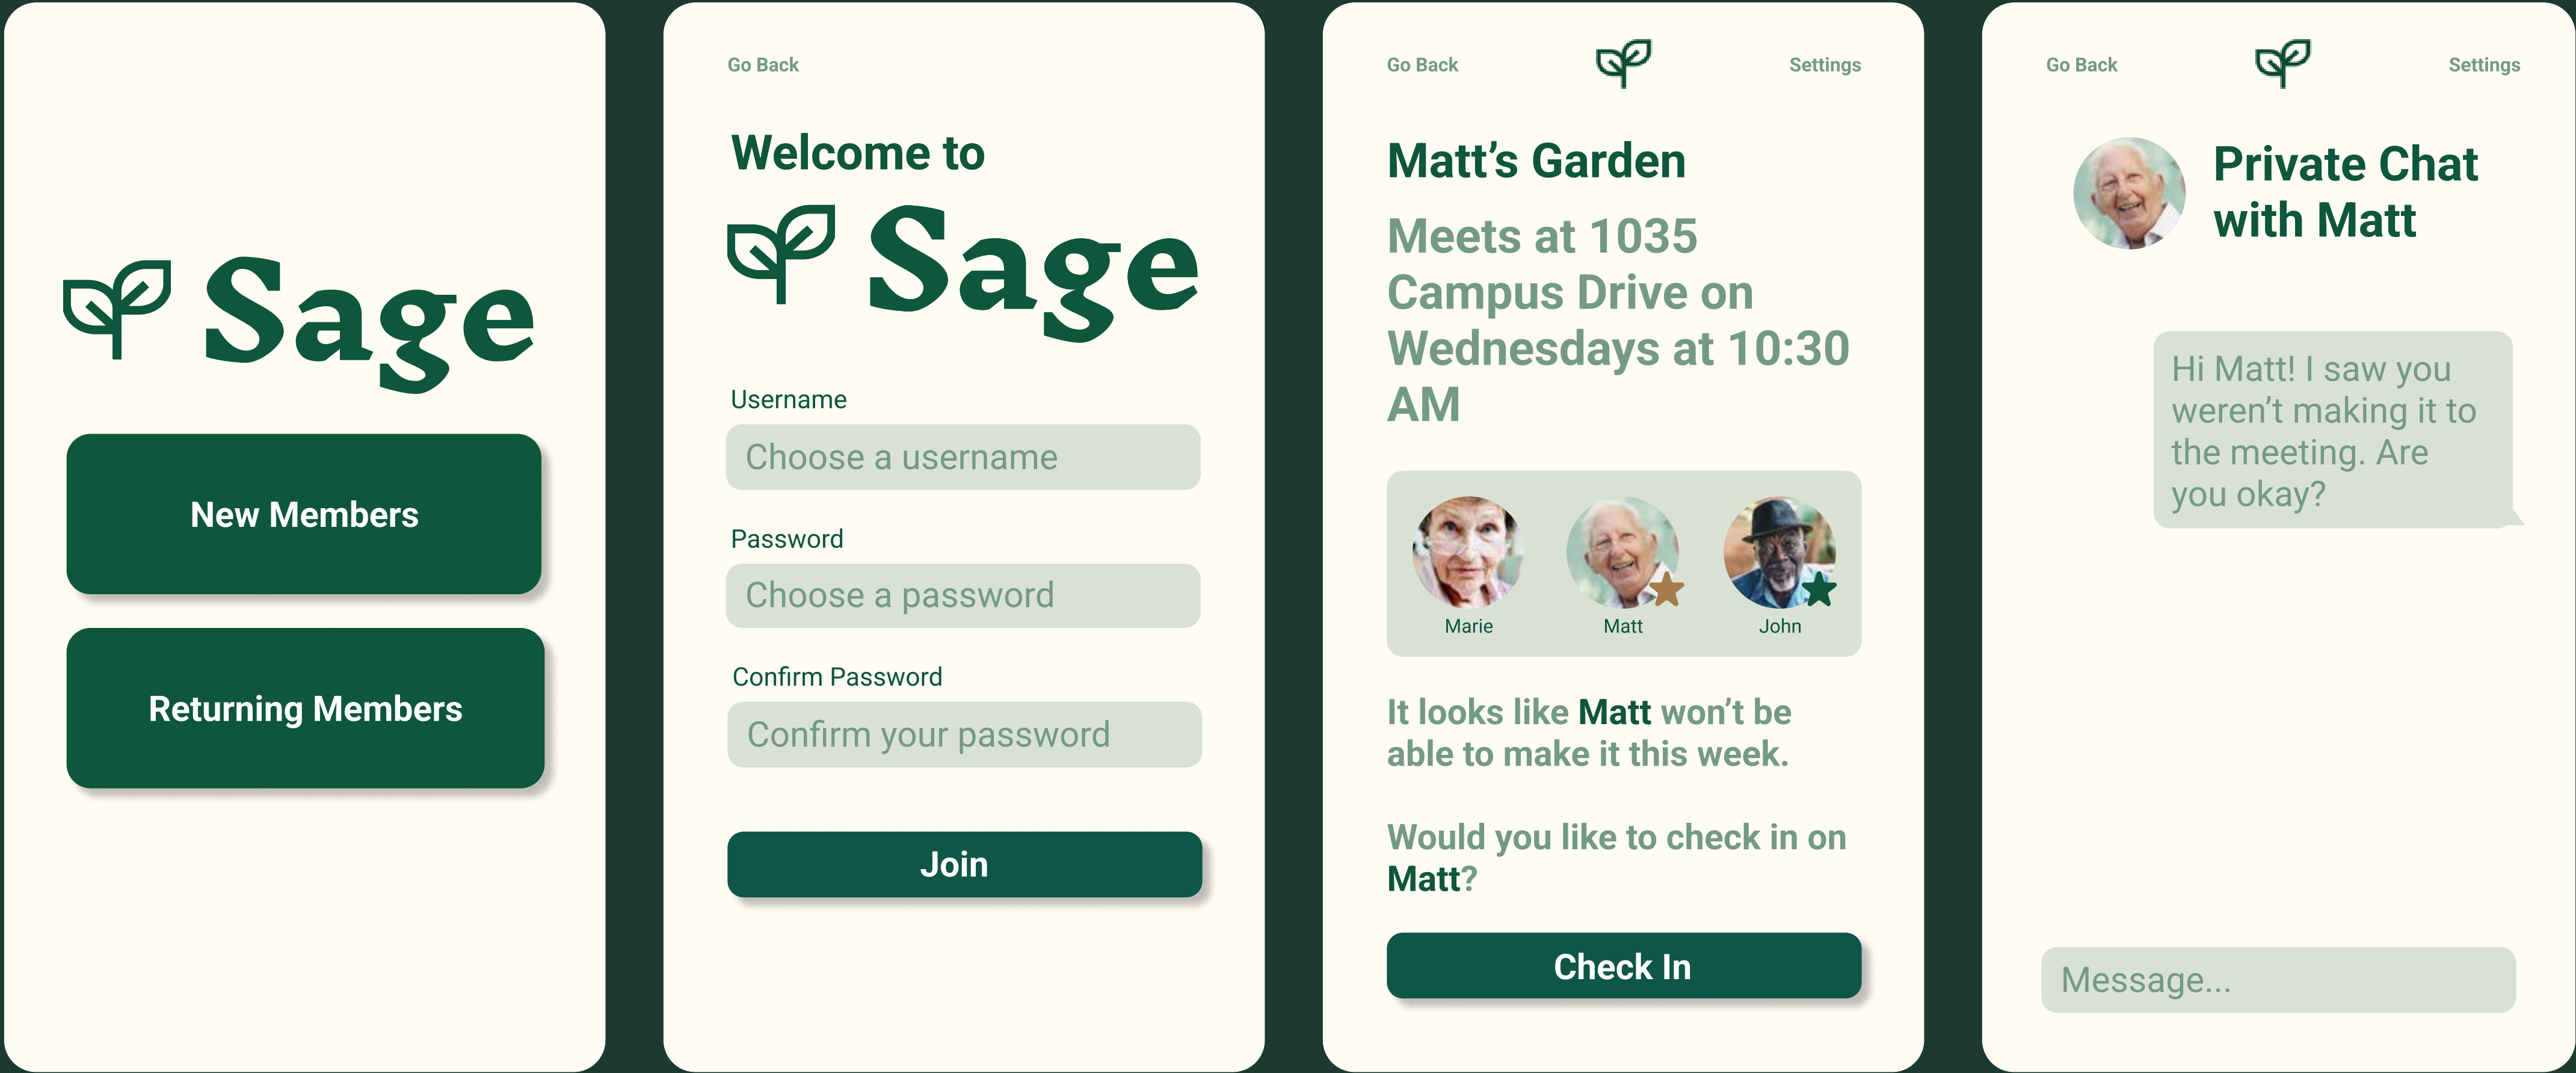 Sage
New Members
Returning Members
Go Back
Welcome to
Sage
Username
Choose a username
Password
Choose a password
Confirm Password
Confirm your password
Join
Go Back
Settings
Matt’s Garden
Meets at 1035
Campus Drive on
Wednesdays at 10:30
AM
Marie
Matt
John
It looks like Matt won’t be
able to make it this week.
Would you like to check in on
Matt?
Check In
Go Back
Settings
Private Chat
with Matt
Hi Matt! I saw you
weren’t making it to
the meeting. Are
you okay?
Message...